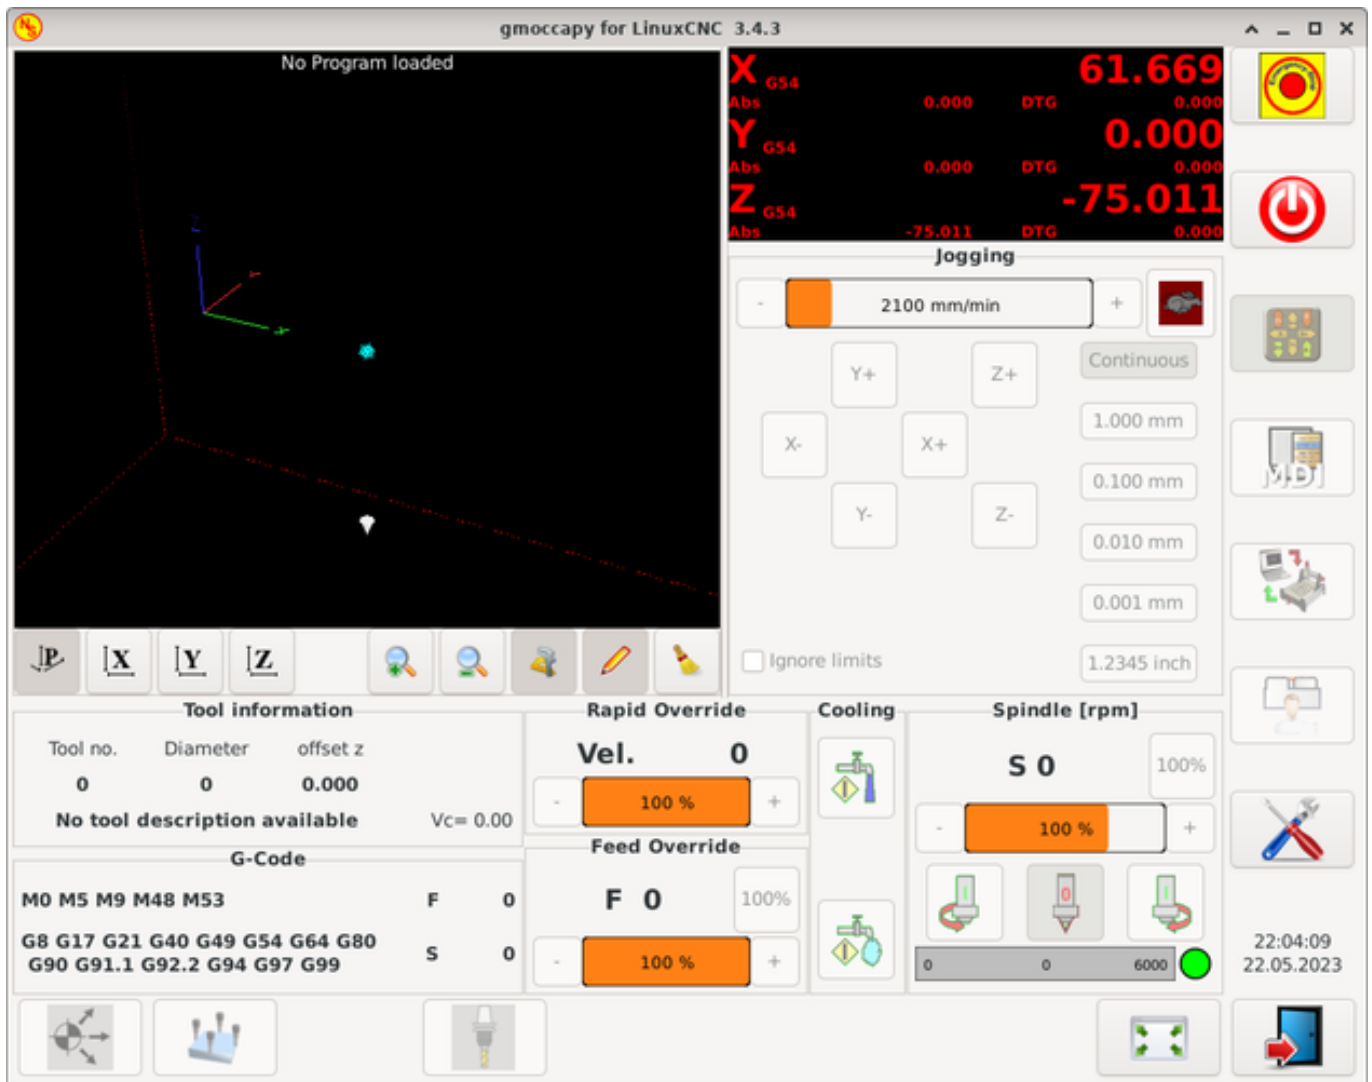 gmoccapy for LinuxCNC 3.4.3
No Program loaded
X G54 61.669
Abs 0.000 DTG 0.000
Y G54 0.000
Abs 0.000 DTG 0.000
Z G54 -75.011
Abs -75.011 DTG 0.000
Jogging
- 2100 mm/min +
Y+ Z+ Continuous
1.000 mm
X- X+
0.100 mm
Y- Z-
0.010 mm
0.001 mm
Ignore limits 1.2345 inch
MDI
P X Y Z
Tool information
Tool no. Diameter offset z
0 0 0.000
No tool description available Vc= 0.00
G-Code
M0 M5 M9 M48 M53 F 0
G8 G17 G21 G40 G49 G54 G64 G80
G90 G91.1 G92.2 G94 G97 G99
S 0
Rapid Override
Vel. 0
- 100 % +
Feed Override
F 0 100%
- 100 % +
Cooling
Spindle [rpm]
S 0 100%
- 100 % +
0 0 6000
22:04:09
22.05.2023